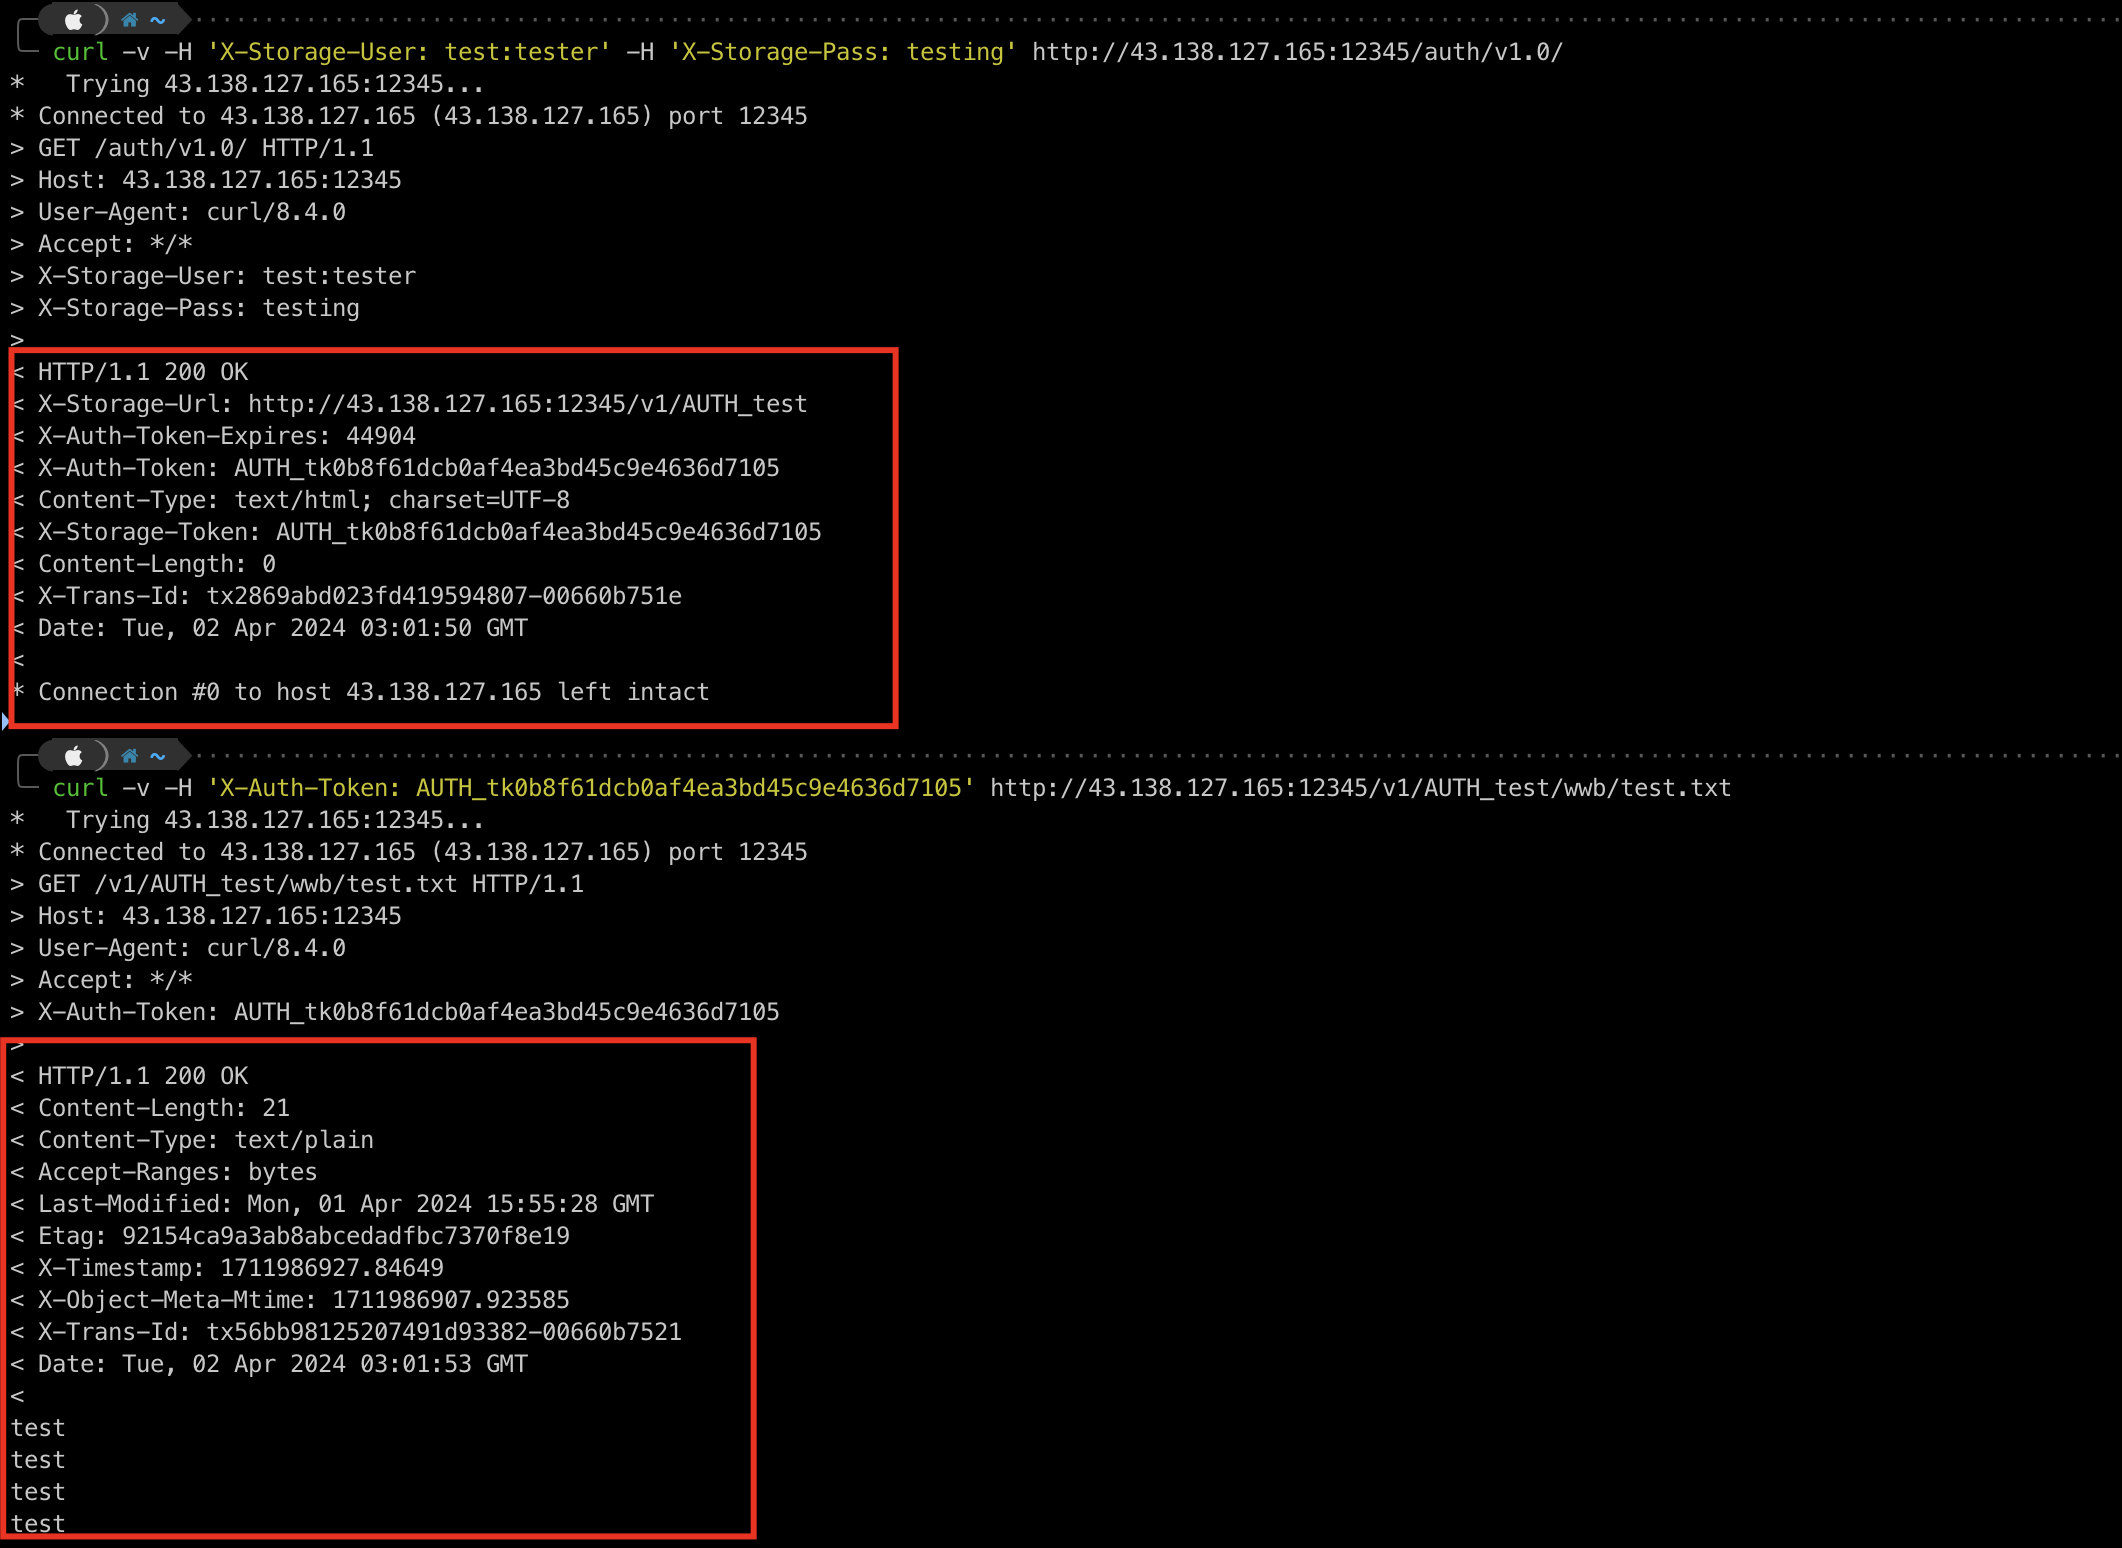 ~
curl -v -H 'X-Storage-User: test:tester' -H 'X-Storage-Pass: testing' http://43.138.127.165:12345/auth/v1.0/
*   Trying 43.138.127.165:12345...
* Connected to 43.138.127.165 (43.138.127.165) port 12345
> GET /auth/v1.0/ HTTP/1.1
> Host: 43.138.127.165:12345
> User-Agent: curl/8.4.0
> Accept: */*
> X-Storage-User: test:tester
> X-Storage-Pass: testing
>
< HTTP/1.1 200 OK
< X-Storage-Url: http://43.138.127.165:12345/v1/AUTH_test
< X-Auth-Token-Expires: 44904
< X-Auth-Token: AUTH_tk0b8f61dcb0af4ea3bd45c9e4636d7105
< Content-Type: text/html; charset=UTF-8
< X-Storage-Token: AUTH_tk0b8f61dcb0af4ea3bd45c9e4636d7105
< Content-Length: 0
< X-Trans-Id: tx2869abd023fd419594807-00660b751e
< Date: Tue, 02 Apr 2024 03:01:50 GMT
<
* Connection #0 to host 43.138.127.165 left intact
~
curl -v -H 'X-Auth-Token: AUTH_tk0b8f61dcb0af4ea3bd45c9e4636d7105' http://43.138.127.165:12345/v1/AUTH_test/wwb/test.txt
*   Trying 43.138.127.165:12345...
* Connected to 43.138.127.165 (43.138.127.165) port 12345
> GET /v1/AUTH_test/wwb/test.txt HTTP/1.1
> Host: 43.138.127.165:12345
> User-Agent: curl/8.4.0
> Accept: */*
> X-Auth-Token: AUTH_tk0b8f61dcb0af4ea3bd45c9e4636d7105
>
< HTTP/1.1 200 OK
< Content-Length: 21
< Content-Type: text/plain
< Accept-Ranges: bytes
< Last-Modified: Mon, 01 Apr 2024 15:55:28 GMT
< Etag: 92154ca9a3ab8abcedadfbc7370f8e19
< X-Timestamp: 1711986927.84649
< X-Object-Meta-Mtime: 1711986907.923585
< X-Trans-Id: tx56bb98125207491d93382-00660b7521
< Date: Tue, 02 Apr 2024 03:01:53 GMT
<
test
test
test
test